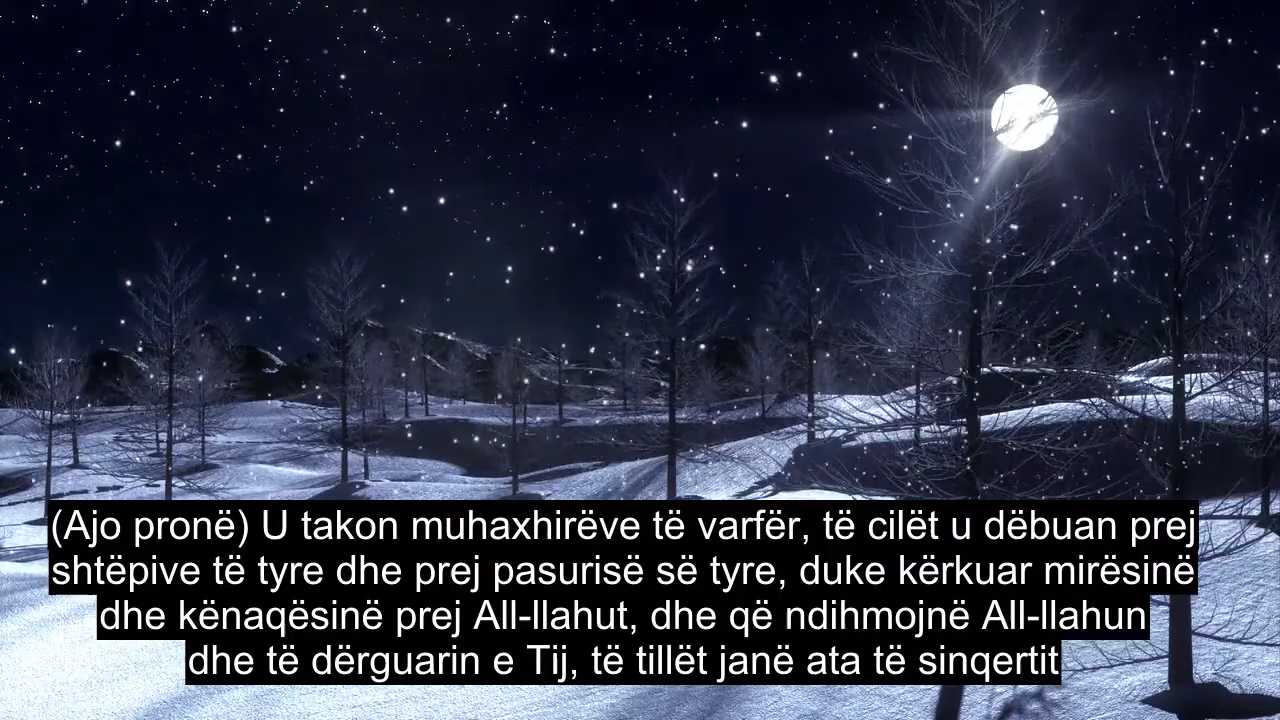 (Ajo pronë) U takon muhaxhirëve të varfër, të cilët u dëbuan prej
shtëpive të tyre dhe prej pasurisë së tyre, duke kërkuar mirësinë
dhe kënaqësinë prej All-llahut, dhe që ndihmojnë All-llahun
dhe të dërguarin e Tij, të tillët janë ata të sinqertit